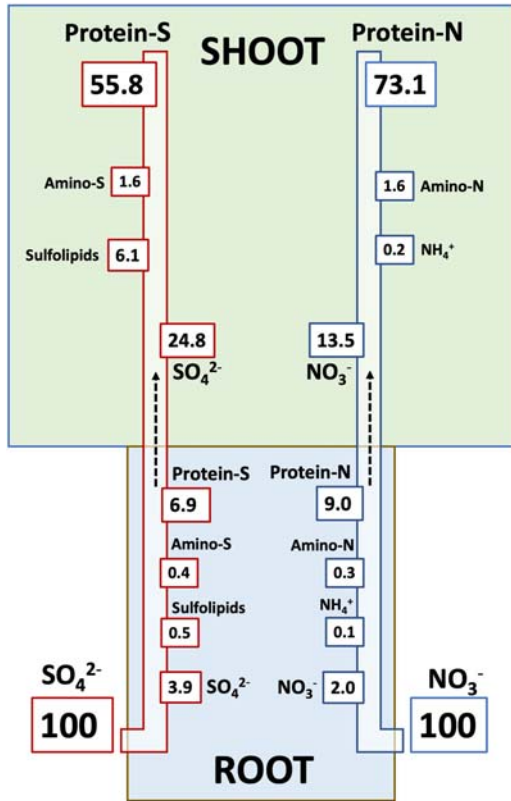 Protein-S
Protein-N
SHOOT
55.8
73.1
Amino-S
1.6
1.6
Amino-N
Sulfolipids
6.1
0.2
NH₄⁺
24.8
13.5
SO₄²⁻
NO₃⁻
Protein-S
Protein-N
6.9
9.0
Amino-S
Amino-N
0.4
0.3
Sulfolipids
NH₄⁺
0.5
0.1
3.9
SO₄²⁻
NO₃⁻
2.0
SO₄²⁻
NO₃⁻
100
100
ROOT